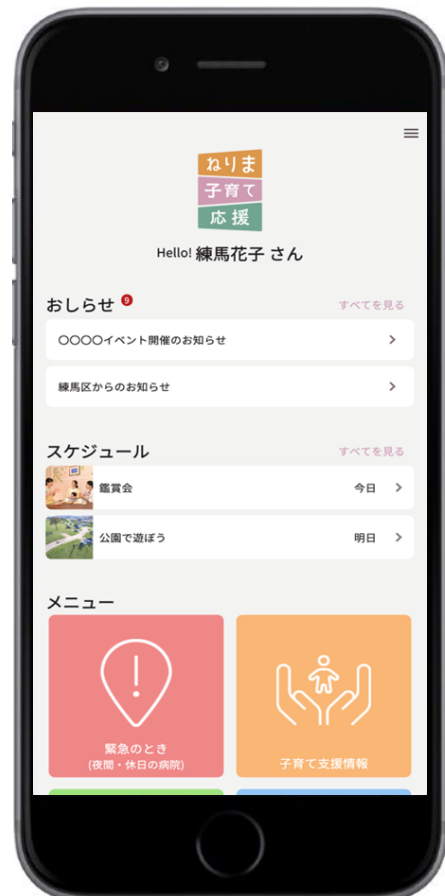 ねりま
子育て
応援
Hello! 練馬花子 さん
おしらせ 9
すべてを見る
〇〇〇〇イベント開催のお知らせ
練馬区からのお知らせ
スケジュール
すべてを見る
鑑賞会
今日
公園で遊ぼう
明日
メニュー
緊急のとき
(夜間・休日の病院)
子育て支援情報